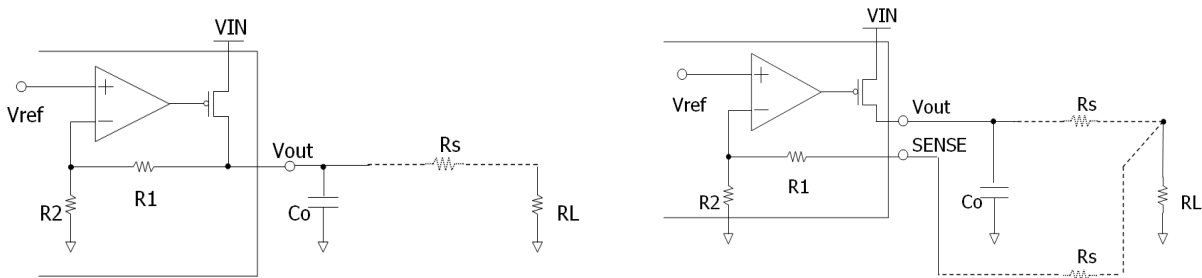 VIN
Vref
Vout
Rs
R1
R2
Co
RL
VIN
Vref
Vout
Rs
SENSE
R1
R2
Co
RL
Rs